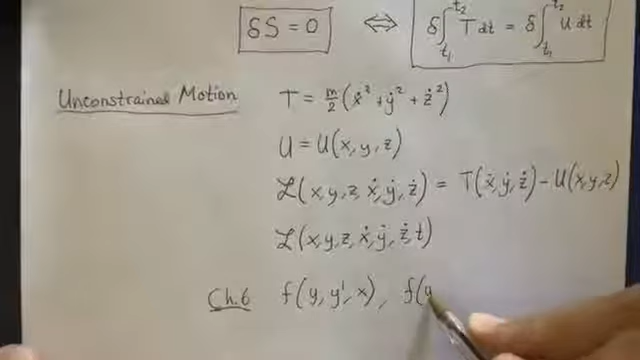 δS = 0 ⟺ δ∫_{t₁}^{t₂} T dt = δ∫_{t₁}^{t₂} U dt
Unconstrained Motion T = m/2 (ẋ² + ẏ² + ż²)
U = U(x, y, z)
ℒ(x, y, z, ẋ, ẏ, ż) = T(ẋ, ẏ, ż) - U(x, y, z)
ℒ(x, y, z, ẋ, ẏ, ż, t)
Ch.6 f(y, y', x), f(y